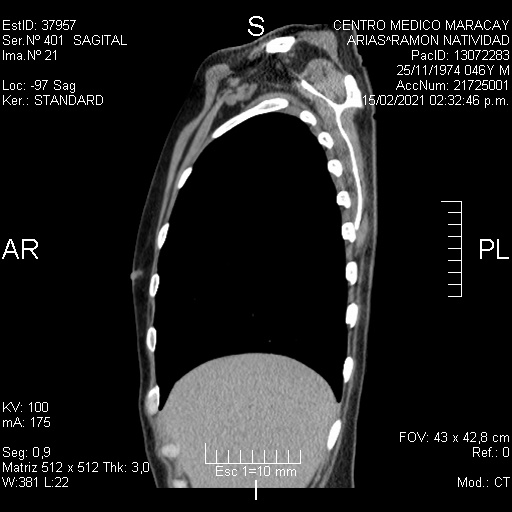 EstID: 37957
Ser.Nº 401 SAGITAL
Ima.Nº 21
Loc: -97 Sag
Ker.: STANDARD
S
CENTRO MEDICO MARACAY
ARIAS^RAMON NATIVIDAD
PacID: 13072283
25/11/1974 046Y M
AccNum: 21725001
15/02/2021 02:32:46 p.m.
AR
PL
KV: 100
mA: 175
Seg: 0,9
Matriz 512 x 512 Thk: 3,0
W:381 L:22
Esc 1=10 mm
I
FOV: 43 x 42,8 cm
Ref.: 0
Mod.: CT